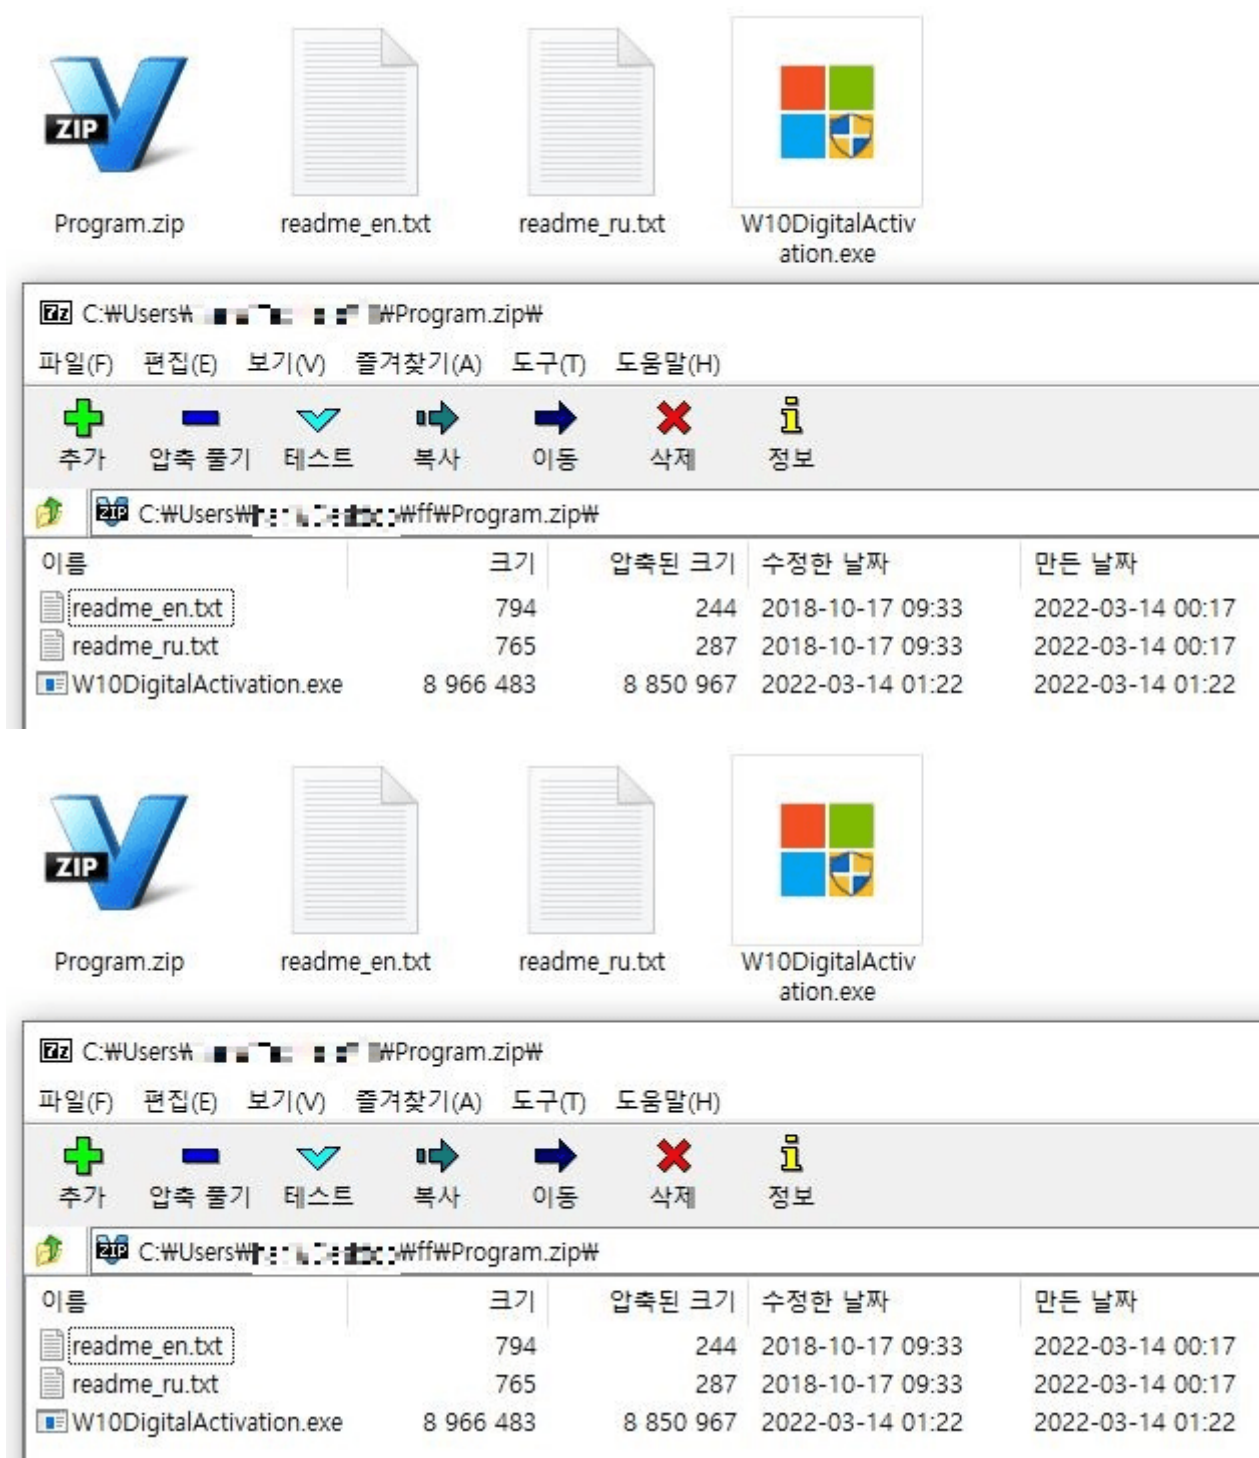 ZIP
Program.zip readme_en.txt readme_ru.txt W10DigitalActiv
ation.exe
7z C:₩Users₩ ₩Program.zip₩
파일(F) 편집(E) 보기(V) 즐겨찾기(A) 도구(T) 도움말(H)
추가 압축 풀기 테스트 복사 이동 삭제 정보
ZIP C:₩Users₩ ₩ff₩Program.zip₩
이름 크기 압축된 크기 수정한 날짜 만든 날짜
readme_en.txt 794 244 2018-10-17 09:33 2022-03-14 00:17
readme_ru.txt 765 287 2018-10-17 09:33 2022-03-14 00:17
W10DigitalActivation.exe 8 966 483 8 850 967 2022-03-14 01:22 2022-03-14 01:22
ZIP
Program.zip readme_en.txt readme_ru.txt W10DigitalActiv
ation.exe
7z C:₩Users₩ ₩Program.zip₩
파일(F) 편집(E) 보기(V) 즐겨찾기(A) 도구(T) 도움말(H)
추가 압축 풀기 테스트 복사 이동 삭제 정보
ZIP C:₩Users₩ ₩ff₩Program.zip₩
이름 크기 압축된 크기 수정한 날짜 만든 날짜
readme_en.txt 794 244 2018-10-17 09:33 2022-03-14 00:17
readme_ru.txt 765 287 2018-10-17 09:33 2022-03-14 00:17
W10DigitalActivation.exe 8 966 483 8 850 967 2022-03-14 01:22 2022-03-14 01:22